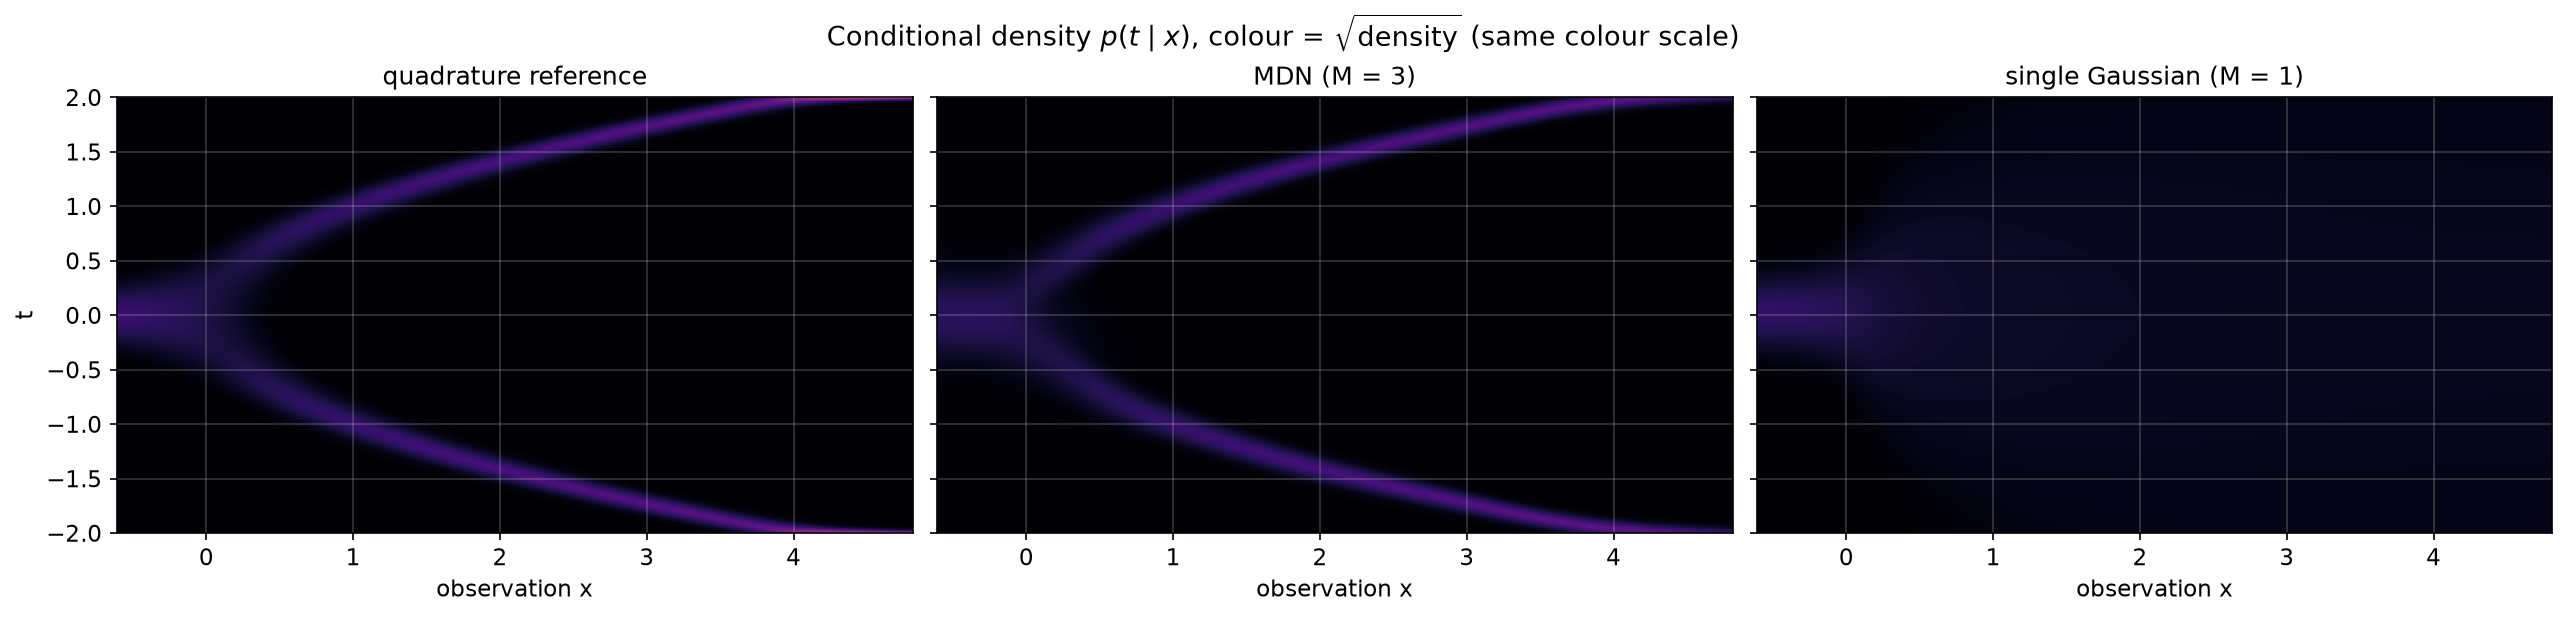 Conditional density p(t | x), colour = √density (same colour scale)
quadrature reference
MDN (M = 3)
single Gaussian (M = 1)
2.0
1.5
1.0
0.5
0.0
−0.5
−1.0
−1.5
−2.0
t
0 1 2 3 4
0 1 2 3 4
0 1 2 3 4
observation x
observation x
observation x